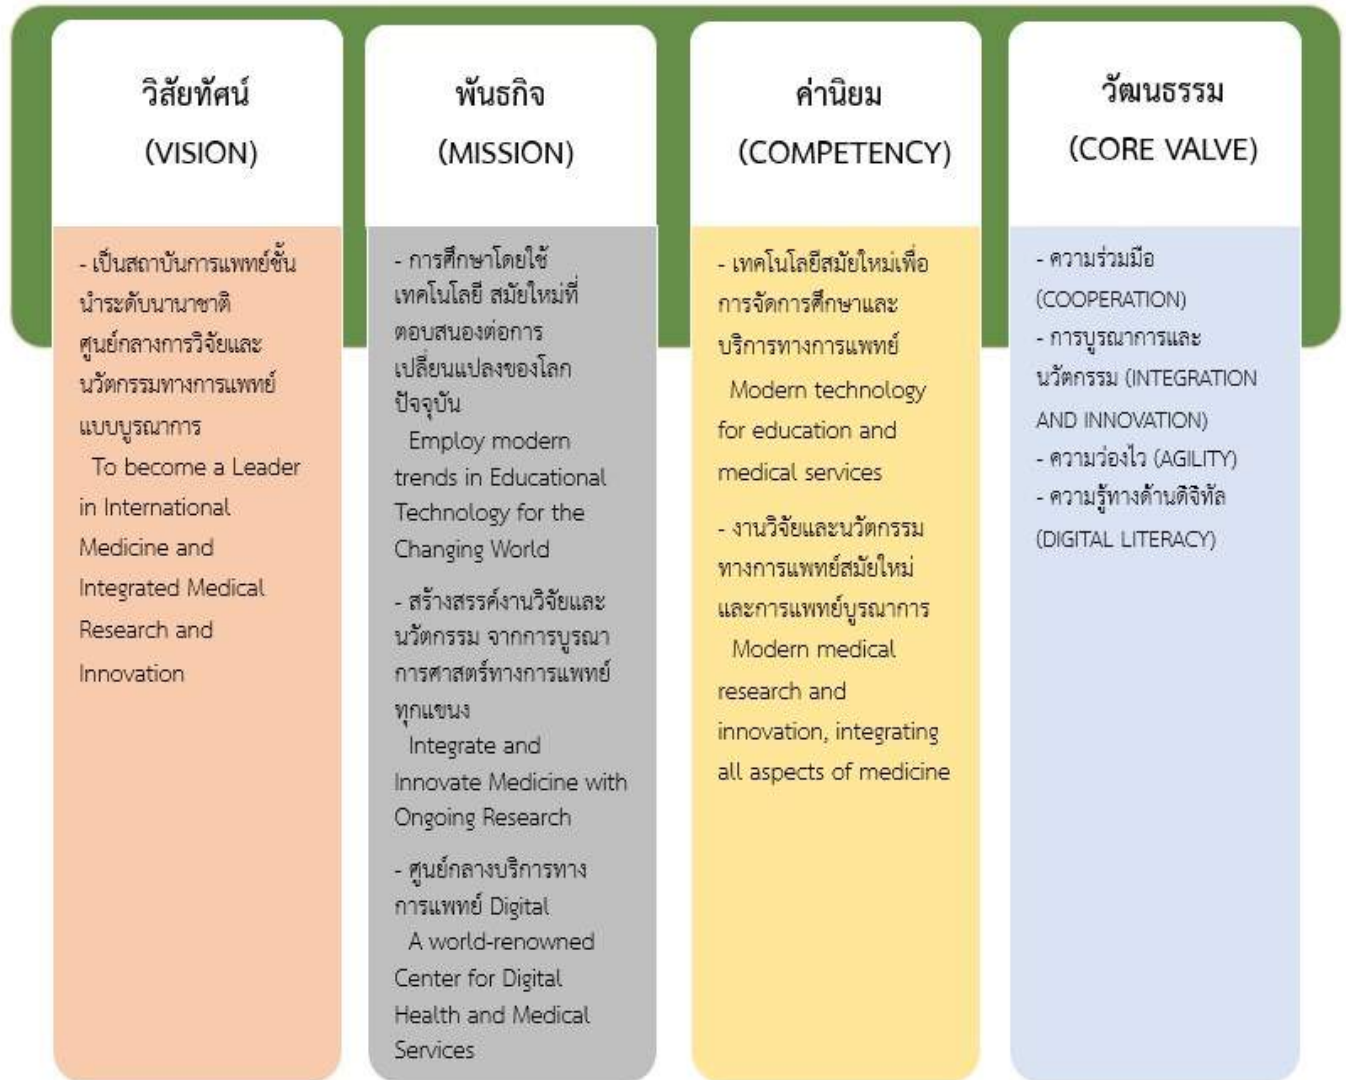 วิสัยทัศน์
(VISION)
- เป็นสถาบันการแพทย์ชั้น
นำระดับนานาชาติ
ศูนย์กลางการวิจัยและ
นวัตกรรมทางการแพทย์
แบบบูรณาการ
To become a Leader
in International
Medicine and
Integrated Medical
Research and
Innovation
พันธกิจ
(MISSION)
- การศึกษาโดยใช้
เทคโนโลยี สมัยใหม่ที่
ตอบสนองต่อการ
เปลี่ยนแปลงของโลก
ปัจจุบัน
Employ modern
trends in Educational
Technology for the
Changing World
- สร้างสรรค์งานวิจัยและ
นวัตกรรม จากการบูรณา
การศาสตร์ทางการแพทย์
ทุกแขนง
Integrate and
Innovate Medicine with
Ongoing Research
- ศูนย์กลางบริการทาง
การแพทย์ Digital
A world-renowned
Center for Digital
Health and Medical
Services
ค่านิยม
(COMPETENCY)
- เทคโนโลยีสมัยใหม่เพื่อ
การจัดการศึกษาและ
บริการทางการแพทย์
Modern technology
for education and
medical services
- งานวิจัยและนวัตกรรม
ทางการแพทย์สมัยใหม่
และการแพทย์บูรณาการ
Modern medical
research and
innovation, integrating
all aspects of medicine
วัฒนธรรม
(CORE VALVE)
- ความร่วมมือ
(COOPERATION)
- การบูรณาการและ
นวัตกรรม (INTEGRATION
AND INNOVATION)
- ความว่องไว (AGILITY)
- ความรู้ทางด้านดิจิทัล
(DIGITAL LITERACY)